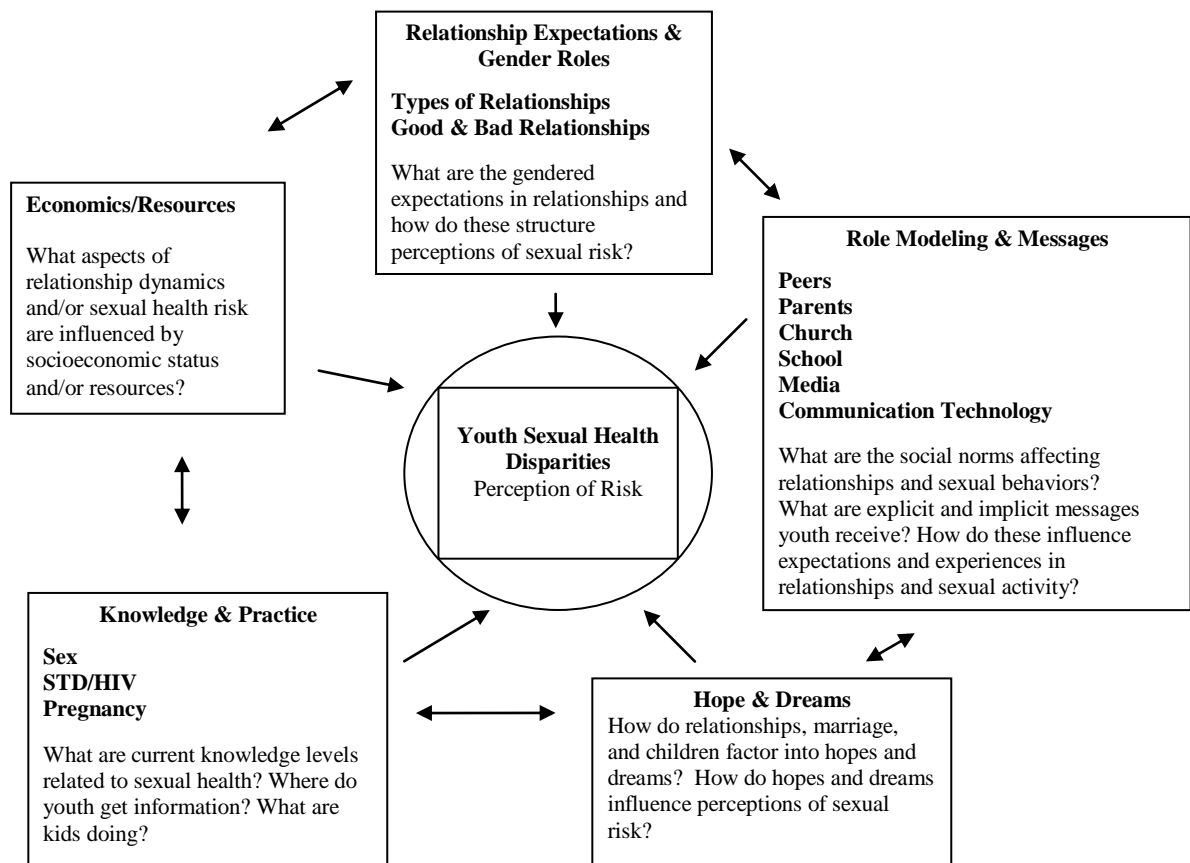 Relationship Expectations &
Gender Roles
Types of Relationships
Good & Bad Relationships
What are the gendered
expectations in relationships and
how do these structure
perceptions of sexual risk?
Economics/Resources
What aspects of
relationship dynamics
and/or sexual health risk
are influenced by
socioeconomic status
and/or resources?
Role Modeling & Messages
Peers
Parents
Church
School
Media
Communication Technology
What are the social norms affecting
relationships and sexual behaviors?
What are explicit and implicit messages
youth receive? How do these influence
expectations and experiences in
relationships and sexual activity?
Youth Sexual Health
Disparities
Perception of Risk
Knowledge & Practice
Sex
STD/HIV
Pregnancy
What are current knowledge levels
related to sexual health? Where do
youth get information? What are
kids doing?
Hope & Dreams
How do relationships, marriage,
and children factor into hopes and
dreams?  How do hopes and dreams
influence perceptions of sexual
risk?